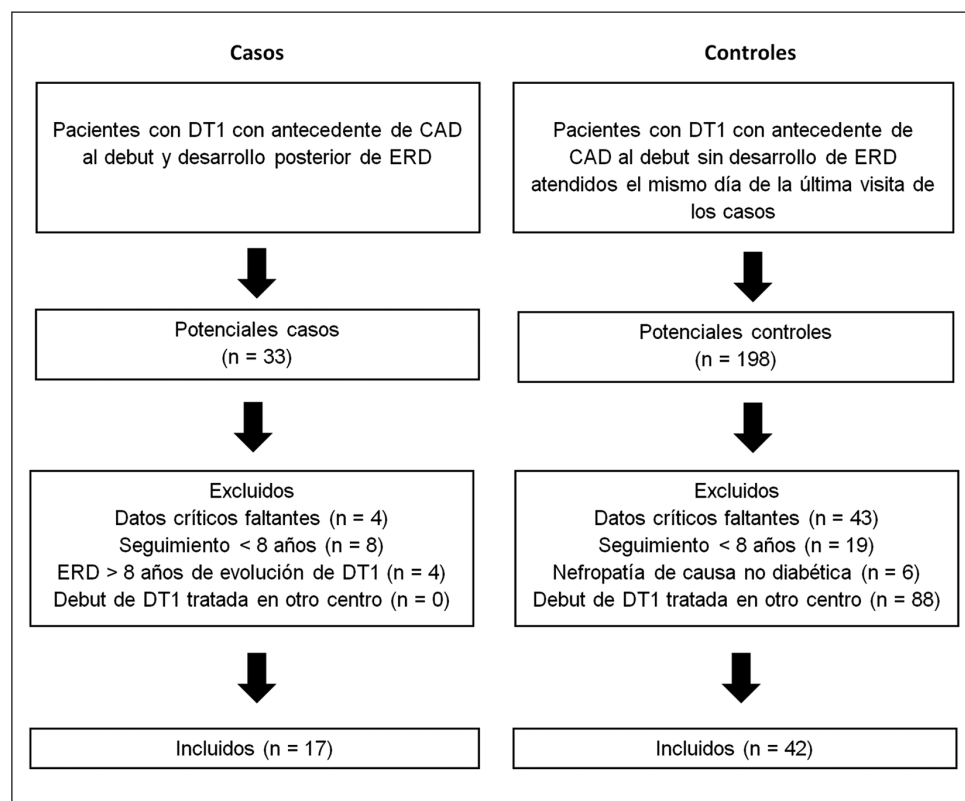 Casos
Pacientes con DT1 con antecedente de CAD
al debut y desarrollo posterior de ERD
Potenciales casos
(n = 33)
Excluidos
Datos críticos faltantes (n = 4)
Seguimiento < 8 años (n = 8)
ERD > 8 años de evolución de DT1 (n = 4)
Debut de DT1 tratada en otro centro (n = 0)
Incluidos (n = 17)
Controles
Pacientes con DT1 con antecedente de
CAD al debut sin desarrollo de ERD
atendidos el mismo día de la última visita de
los casos
Potenciales controles
(n = 198)
Excluidos
Datos críticos faltantes (n = 43)
Seguimiento < 8 años (n = 19)
Nefropatía de causa no diabética (n = 6)
Debut de DT1 tratada en otro centro (n = 88)
Incluidos (n = 42)